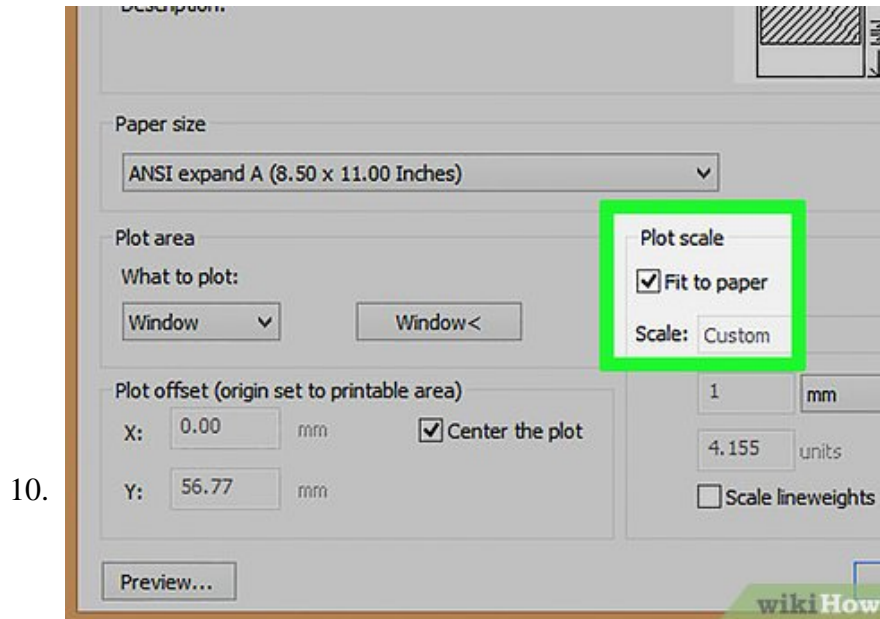 Description:
Paper size
ANSI expand A (8.50 x 11.00 Inches)
Plot area
What to plot:
Window
Window<
Plot scale
Fit to paper
Scale: Custom
1 mm
4.155 units
Scale lineweights
Plot offset (origin set to printable area)
X: 0.00 mm
Center the plot
Y: 56.77 mm
10.
Preview...
wikiHow